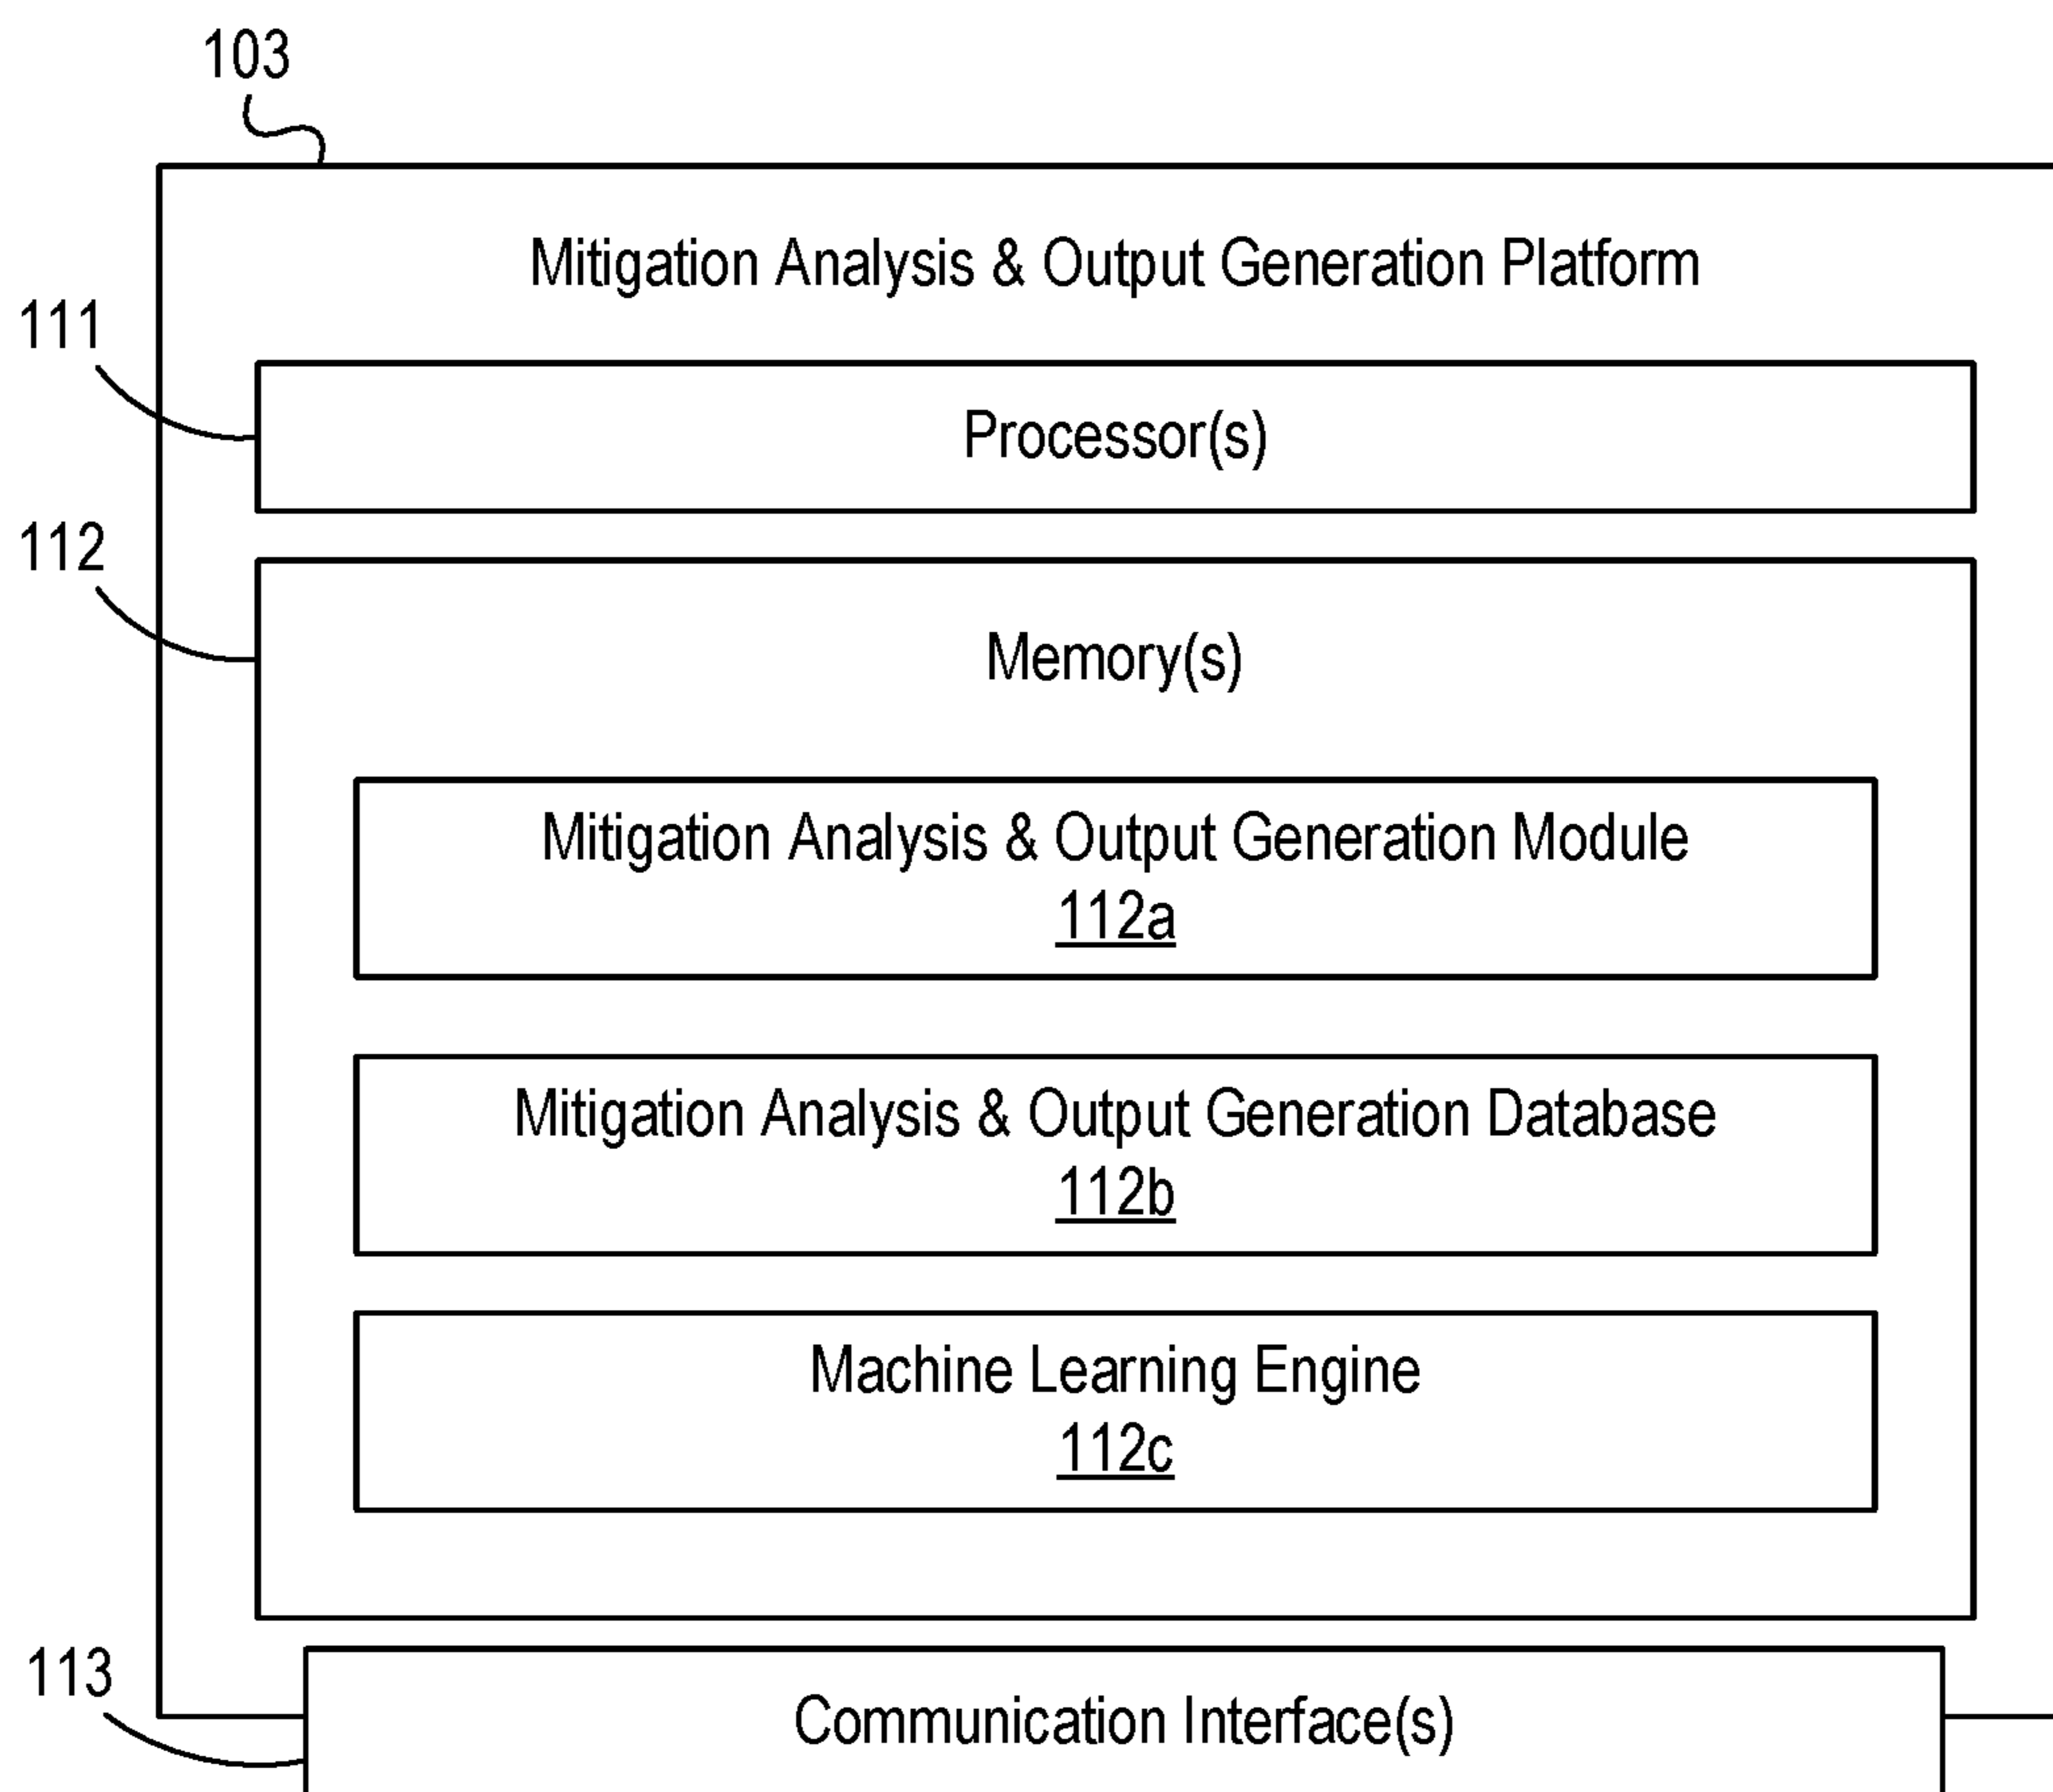 103
Mitigation Analysis & Output Generation Platform
111
Processor(s)
112
Memory(s)
Mitigation Analysis & Output Generation Module
112a
Mitigation Analysis & Output Generation Database
112b
Machine Learning Engine
112c
113
Communication Interface(s)